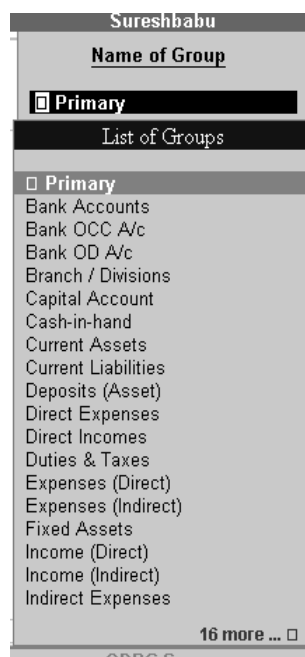 Sureshbabu
Name of Group
Primary
List of Groups
Primary
Bank Accounts
Bank OCC A/c
Bank OD A/c
Branch / Divisions
Capital Account
Cash-in-hand
Current Assets
Current Liabilities
Deposits (Asset)
Direct Expenses
Direct Incomes
Duties & Taxes
Expenses (Direct)
Expenses (Indirect)
Fixed Assets
Income (Direct)
Income (Indirect)
Indirect Expenses
16 more ...